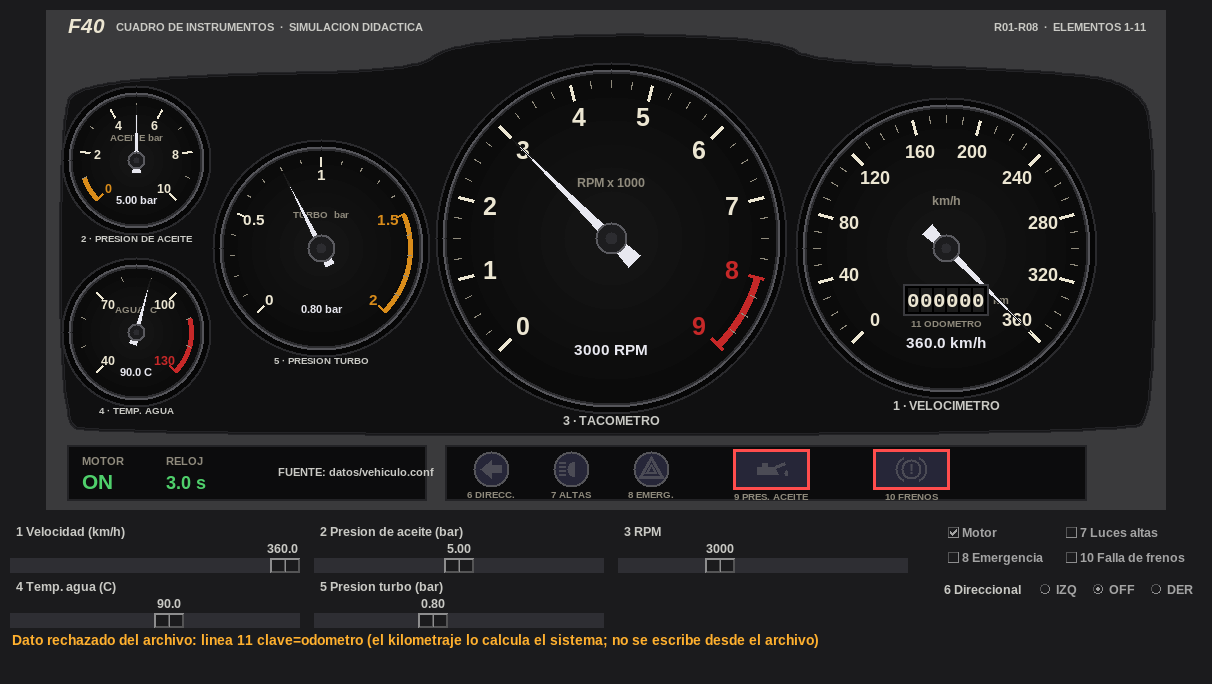 F40 CUADRO DE INSTRUMENTOS · SIMULACION DIDACTICA
R01-R08 · ELEMENTOS 1-11
0 2 4 6 8 10
ACEITE bar
5.00 bar
2 · PRESION DE ACEITE
40 70 100 130
AGUA C
90.0 C
4 · TEMP. AGUA
0 0.5 1 1.5 2
TURBO bar
0.80 bar
5 · PRESION TURBO
0 1 2 3 4 5 6 7 8 9
RPM x 1000
3000 RPM
3 · TACOMETRO
0 40 80 120 160 200 240 280 320 360
km/h
000000 km
11 ODOMETRO
360.0 km/h
1 · VELOCIMETRO
MOTOR
ON
RELOJ
3.0 s
FUENTE: datos/vehiculo.conf
6 DIRECC.
7 ALTAS
8 EMERG.
9 PRES. ACEITE
10 FRENOS
1 Velocidad (km/h)
360.0
2 Presion de aceite (bar)
5.00
3 RPM
3000
4 Temp. agua (C)
90.0
5 Presion turbo (bar)
0.80
Motor
7 Luces altas
8 Emergencia
10 Falla de frenos
6 Direccional IZQ OFF DER
Dato rechazado del archivo: linea 11 clave=odometro (el kilometraje lo calcula el sistema; no se escribe desde el archivo)